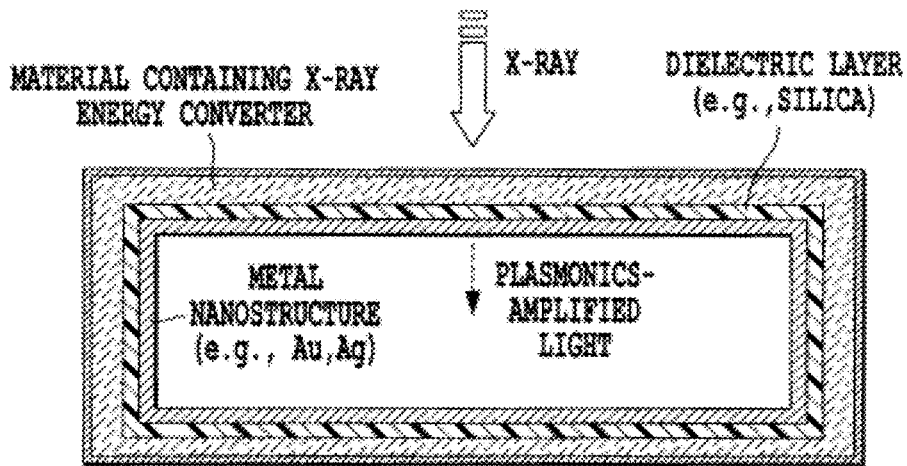 MATERIAL CONTAINING X-RAY
ENERGY CONVERTER
X-RAY
DIELECTRIC LAYER
(e.g.,SILICA)
METAL
NANOSTRUCTURE
(e.g., Au,Ag)
PLASMONICS-
AMPLIFIED
LIGHT